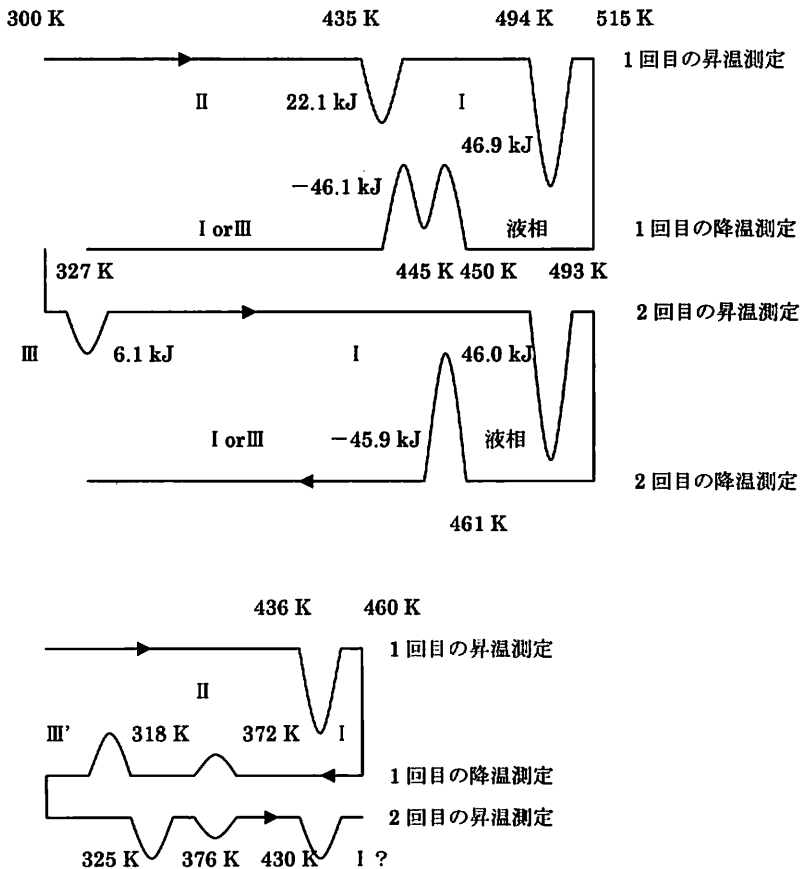 300 K 435 K 494 K 515 K
1回目の昇温測定
II 22.1 kJ I
46.9 kJ
−46.1 kJ
I or III 液相 1回目の降温測定
327 K 445 K 450 K 493 K
2回目の昇温測定
III 6.1 kJ I 46.0 kJ
I or III −45.9 kJ 液相
2回目の降温測定
461 K
436 K 460 K
1回目の昇温測定
II
III' 318 K 372 K I
1回目の降温測定
2回目の昇温測定
325 K 376 K 430 K I ?